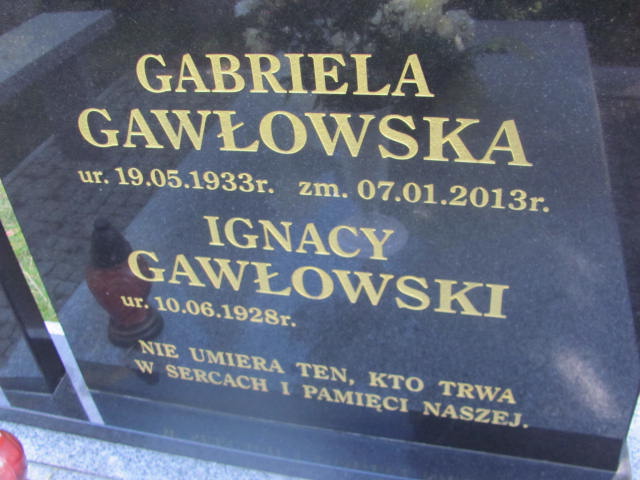 GABRIELA
GAWŁOWSKA
ur. 19.05.1933r. zm. 07.01.2013r.
IGNACY
GAWŁOWSKI
ur. 10.06.1928r.
NIE UMIERA TEN, KTO TRWA
W SERCACH I PAMIĘCI NASZEJ.